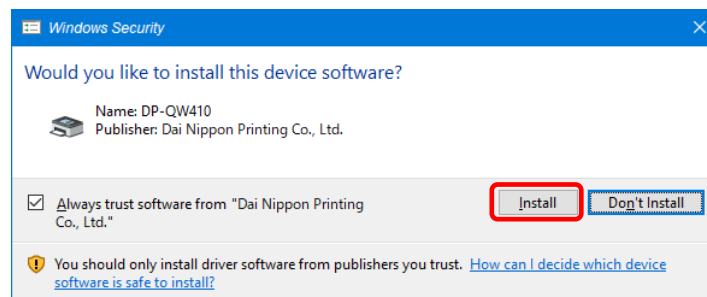 Windows Security
Would you like to install this device software?
Name: DP-QW410
Publisher: Dai Nippon Printing Co., Ltd.
Always trust software from "Dai Nippon Printing
Co., Ltd."
Install
Don't Install
You should only install driver software from publishers you trust. How can I decide which device
software is safe to install?